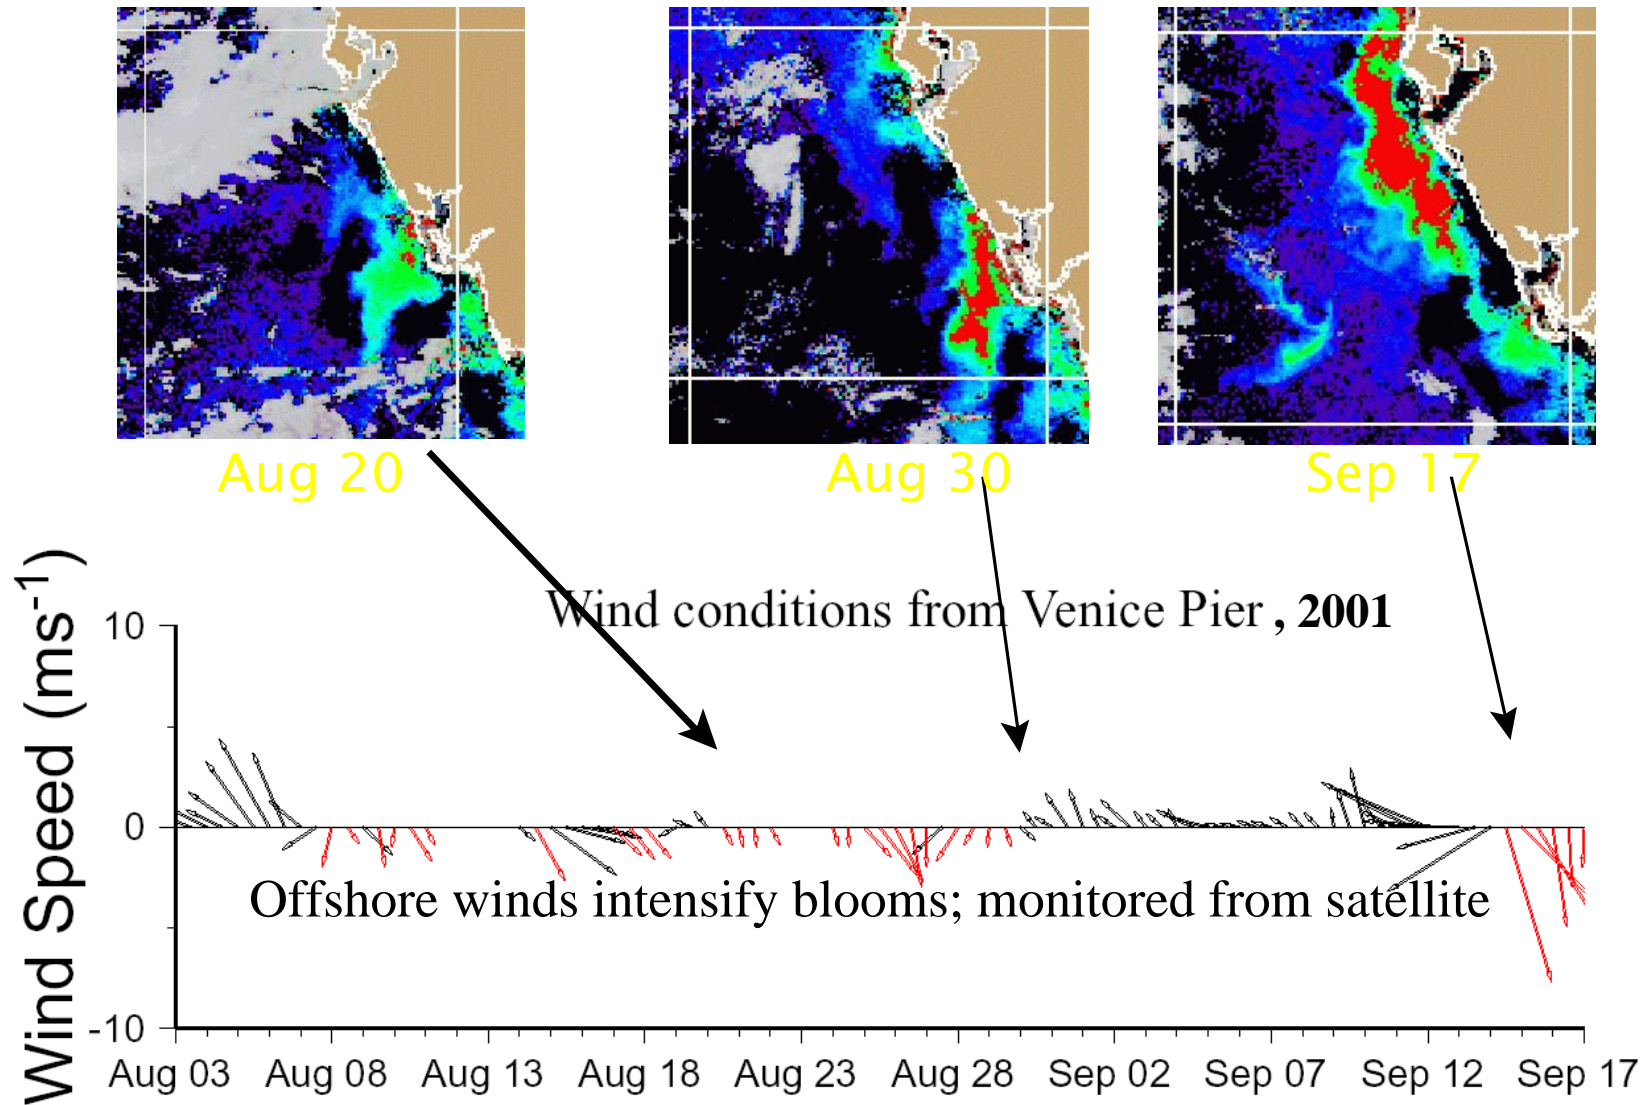 Aug 20
Aug 30
Sep 17
Wind conditions from Venice Pier , 2001
Wind Speed (ms-1)
10
0
-10
Offshore winds intensify blooms; monitored from satellite
Aug 03 Aug 08 Aug 13 Aug 18 Aug 23 Aug 28 Sep 02 Sep 07 Sep 12 Sep 17